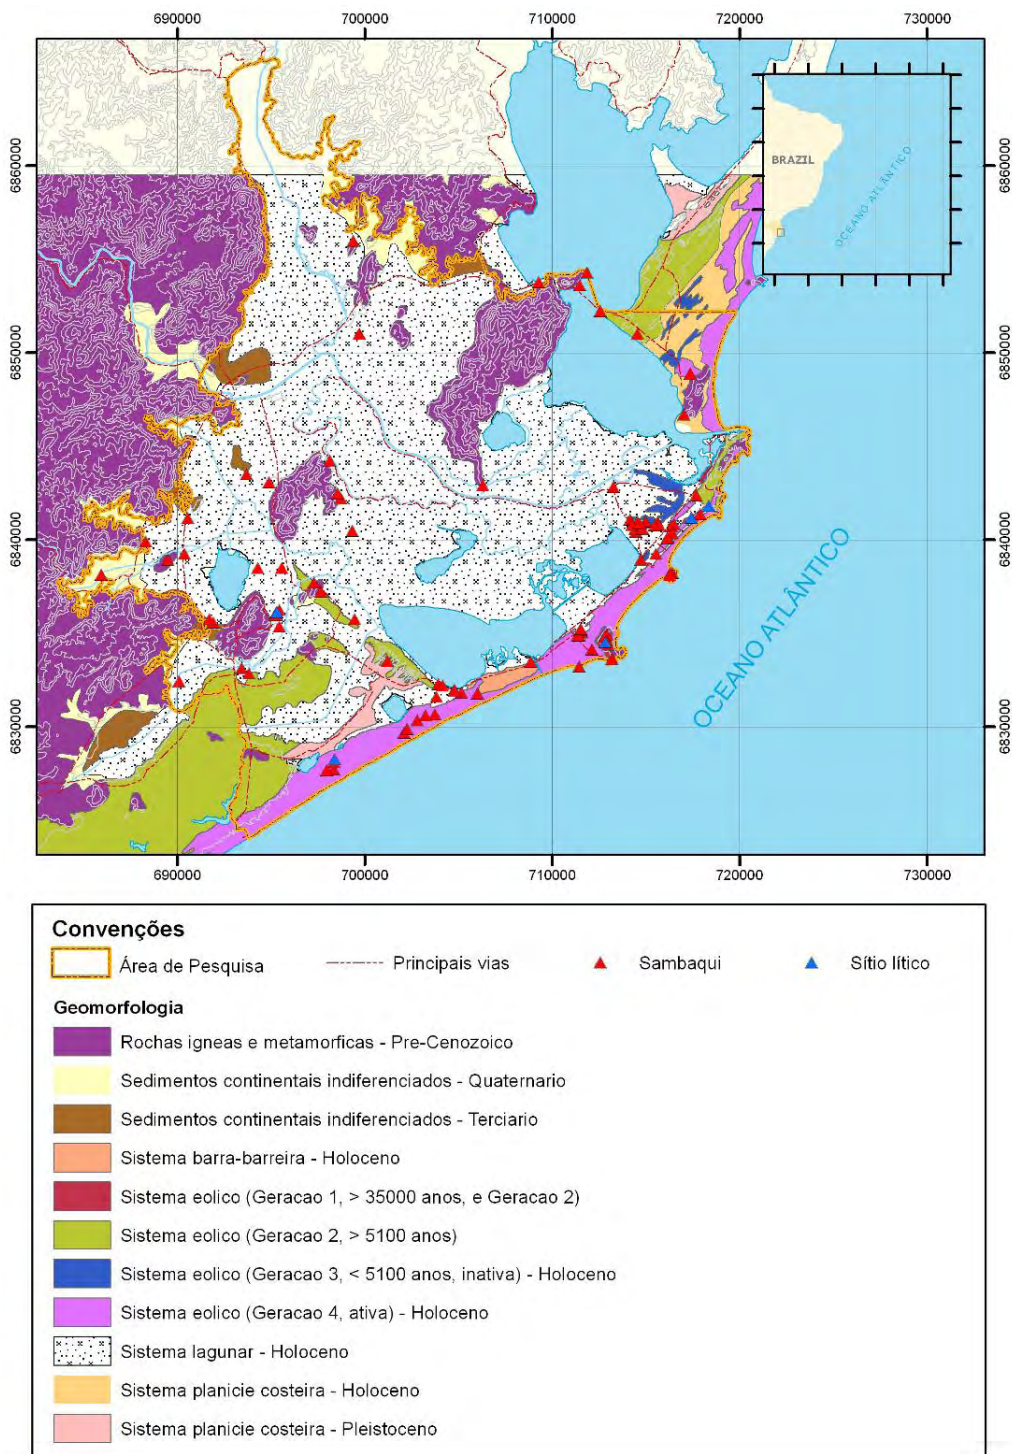 690000 700000 710000 720000 730000
6860000 6860000
6850000 6850000
6840000 6840000
6830000 6830000
BRAZIL
OCEANO ATLÂNTICO
OCEANO ATLÂNTICO
690000 700000 710000 720000 730000
Convenções
Área de Pesquisa Principais vias Sambaqui Sítio lítico
Geomorfologia
Rochas igneas e metamorficas - Pre-Cenozoico
Sedimentos continentais indiferenciados - Quaternario
Sedimentos continentais indiferenciados - Terciario
Sistema barra-barreira - Holoceno
Sistema eolico (Geracao 1, > 35000 anos, e Geracao 2)
Sistema eolico (Geracao 2, > 5100 anos)
Sistema eolico (Geracao 3, < 5100 anos, inativa) - Holoceno
Sistema eolico (Geracao 4, ativa) - Holoceno
Sistema lagunar - Holoceno
Sistema planicie costeira - Holoceno
Sistema planicie costeira - Pleistoceno